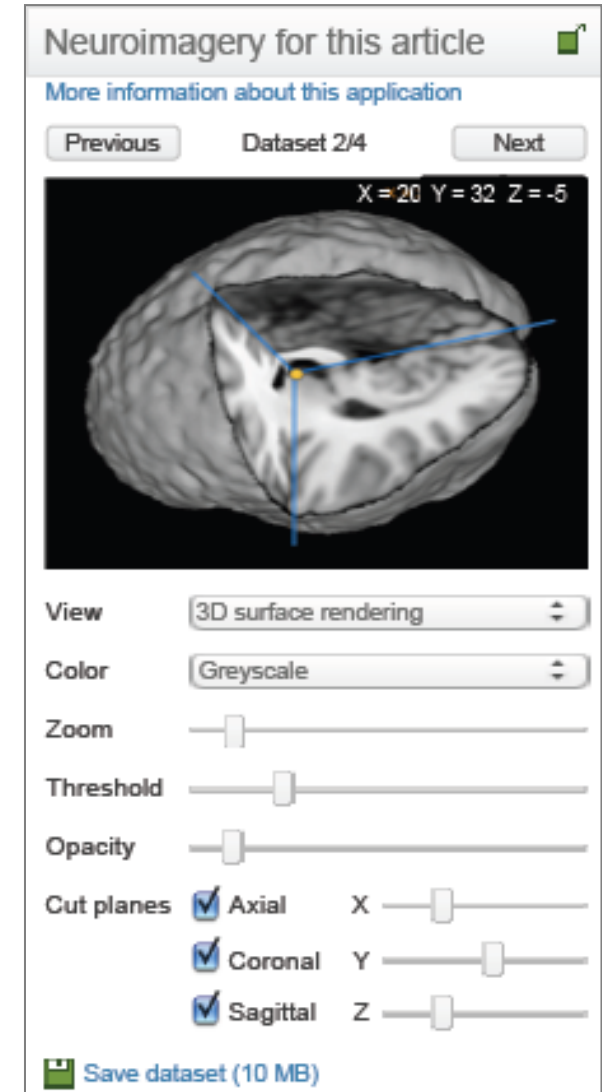 Neuroimagery for this article
More information about this application
Previous Dataset 2/4 Next
X = 20 Y = 32 Z = -5
View 3D surface rendering
Color Greyscale
Zoom
Threshold
Opacity
Cut planes Axial X
Coronal Y
Sagittal Z
Save dataset (10 MB)